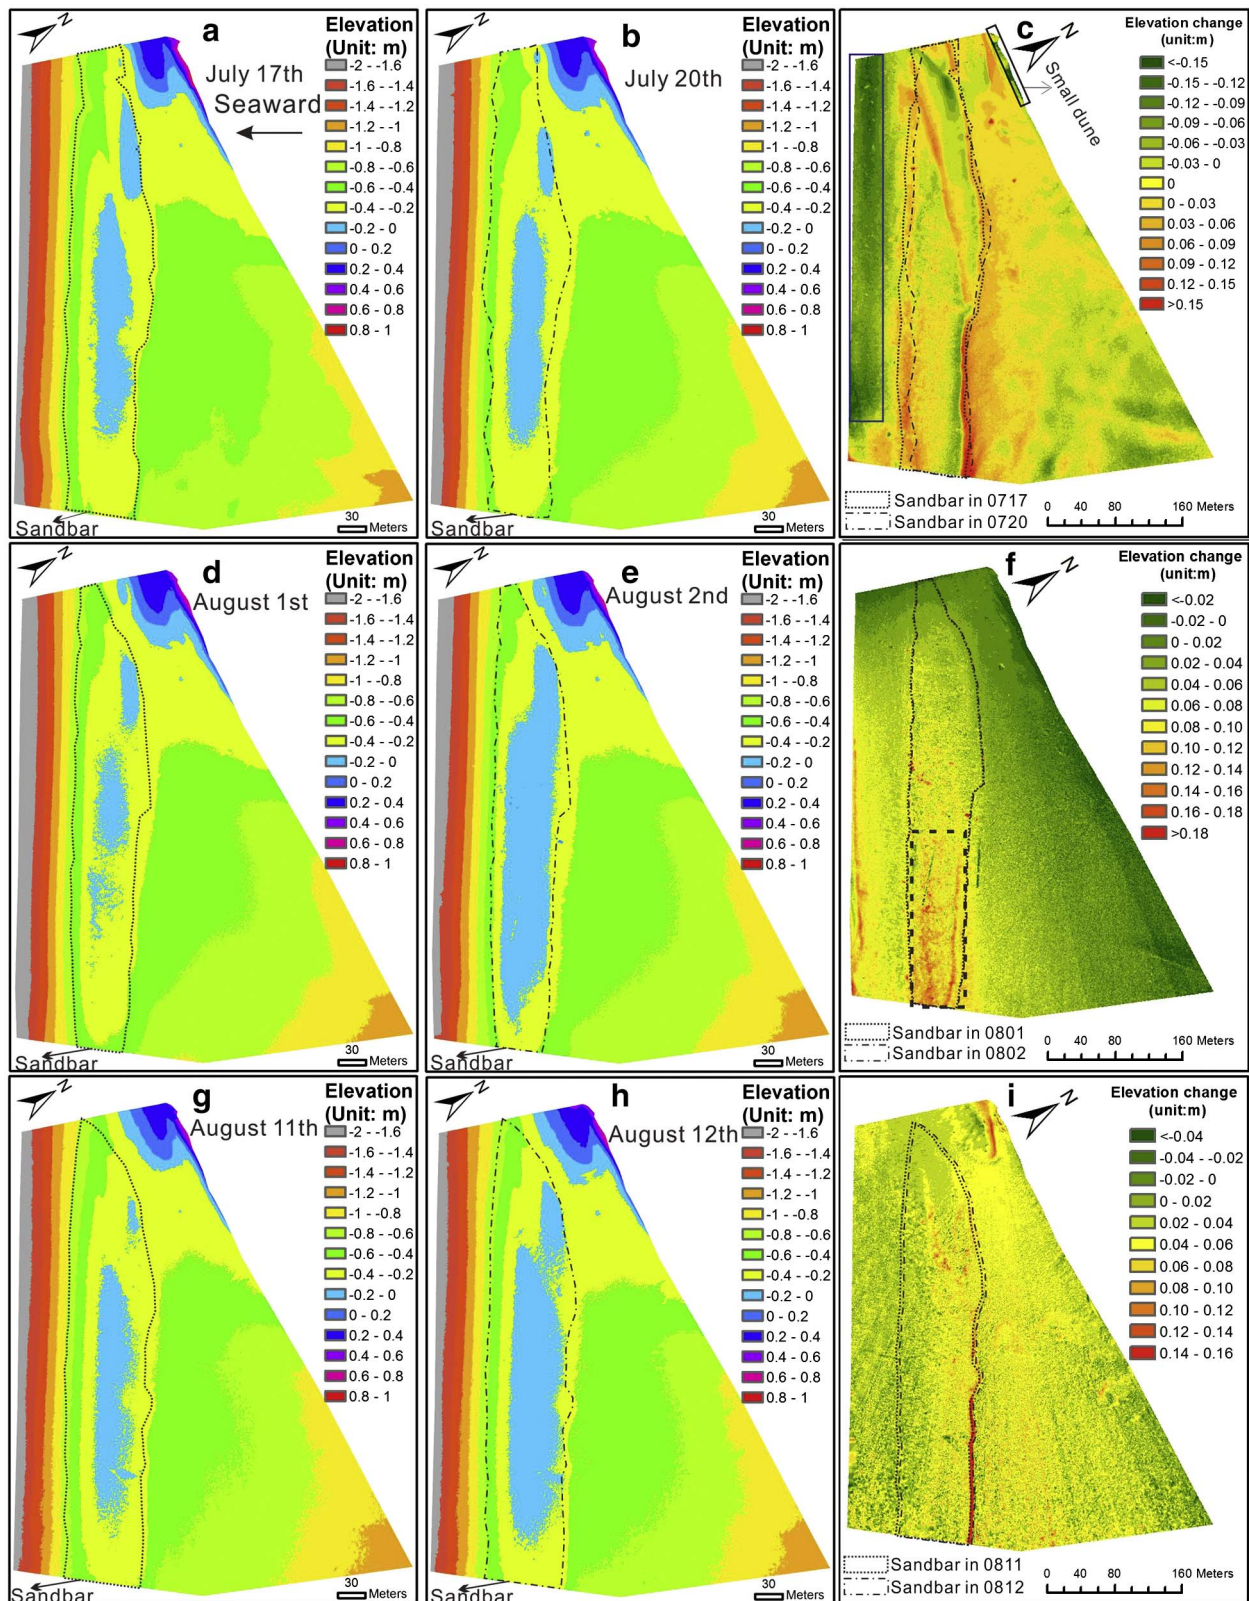 N
a
July 17th
Seaward
Elevation
(Unit: m)
-2 - -1.6
-1.6 - -1.4
-1.4 - -1.2
-1.2 - -1
-1 - -0.8
-0.8 - -0.6
-0.6 - -0.4
-0.4 - -0.2
-0.2 - 0
0 - 0.2
0.2 - 0.4
0.4 - 0.6
0.6 - 0.8
0.8 - 1
Sandbar
30
Meters
N
b
July 20th
Elevation
(Unit: m)
-2 - -1.6
-1.6 - -1.4
-1.4 - -1.2
-1.2 - -1
-1 - -0.8
-0.8 - -0.6
-0.6 - -0.4
-0.4 - -0.2
-0.2 - 0
0 - 0.2
0.2 - 0.4
0.4 - 0.6
0.6 - 0.8
0.8 - 1
Sandbar
30
Meters
c
N
Small dune
Elevation change
(unit:m)
<-0.15
-0.15 - -0.12
-0.12 - -0.09
-0.09 - -0.06
-0.06 - -0.03
-0.03 - 0
0
0 - 0.03
0.03 - 0.06
0.06 - 0.09
0.09 - 0.12
0.12 - 0.15
>0.15
Sandbar in 0717
Sandbar in 0720
0 40 80 160 Meters
N
d
August 1st
Elevation
(Unit: m)
-2 - -1.6
-1.6 - -1.4
-1.4 - -1.2
-1.2 - -1
-1 - -0.8
-0.8 - -0.6
-0.6 - -0.4
-0.4 - -0.2
-0.2 - 0
0 - 0.2
0.2 - 0.4
0.4 - 0.6
0.6 - 0.8
0.8 - 1
Sandbar
30
Meters
N
e
August 2nd
Elevation
(Unit: m)
-2 - -1.6
-1.6 - -1.4
-1.4 - -1.2
-1.2 - -1
-1 - -0.8
-0.8 - -0.6
-0.6 - -0.4
-0.4 - -0.2
-0.2 - 0
0 - 0.2
0.2 - 0.4
0.4 - 0.6
0.6 - 0.8
0.8 - 1
Sandbar
30
Meters
f
N
Elevation change
(unit:m)
<-0.02
-0.02 - 0
0 - 0.02
0.02 - 0.04
0.04 - 0.06
0.06 - 0.08
0.08 - 0.10
0.10 - 0.12
0.12 - 0.14
0.14 - 0.16
0.16 - 0.18
>0.18
Sandbar in 0801
Sandbar in 0802
0 40 80 160 Meters
N
g
August 11th
Elevation
(Unit: m)
-2 - -1.6
-1.6 - -1.4
-1.4 - -1.2
-1.2 - -1
-1 - -0.8
-0.8 - -0.6
-0.6 - -0.4
-0.4 - -0.2
-0.2 - 0
0 - 0.2
0.2 - 0.4
0.4 - 0.6
0.6 - 0.8
0.8 - 1
Sandbar
30
Meters
N
h
August 12th
Elevation
(Unit: m)
-2 - -1.6
-1.6 - -1.4
-1.4 - -1.2
-1.2 - -1
-1 - -0.8
-0.8 - -0.6
-0.6 - -0.4
-0.4 - -0.2
-0.2 - 0
0 - 0.2
0.2 - 0.4
0.4 - 0.6
0.6 - 0.8
0.8 - 1
Sandbar
30
Meters
i
N
Elevation change
(unit:m)
<-0.04
-0.04 - -0.02
-0.02 - 0
0 - 0.02
0.02 - 0.04
0.04 - 0.06
0.06 - 0.08
0.08 - 0.10
0.10 - 0.12
0.12 - 0.14
0.14 - 0.16
Sandbar in 0811
Sandbar in 0812
0 40 80 160 Meters